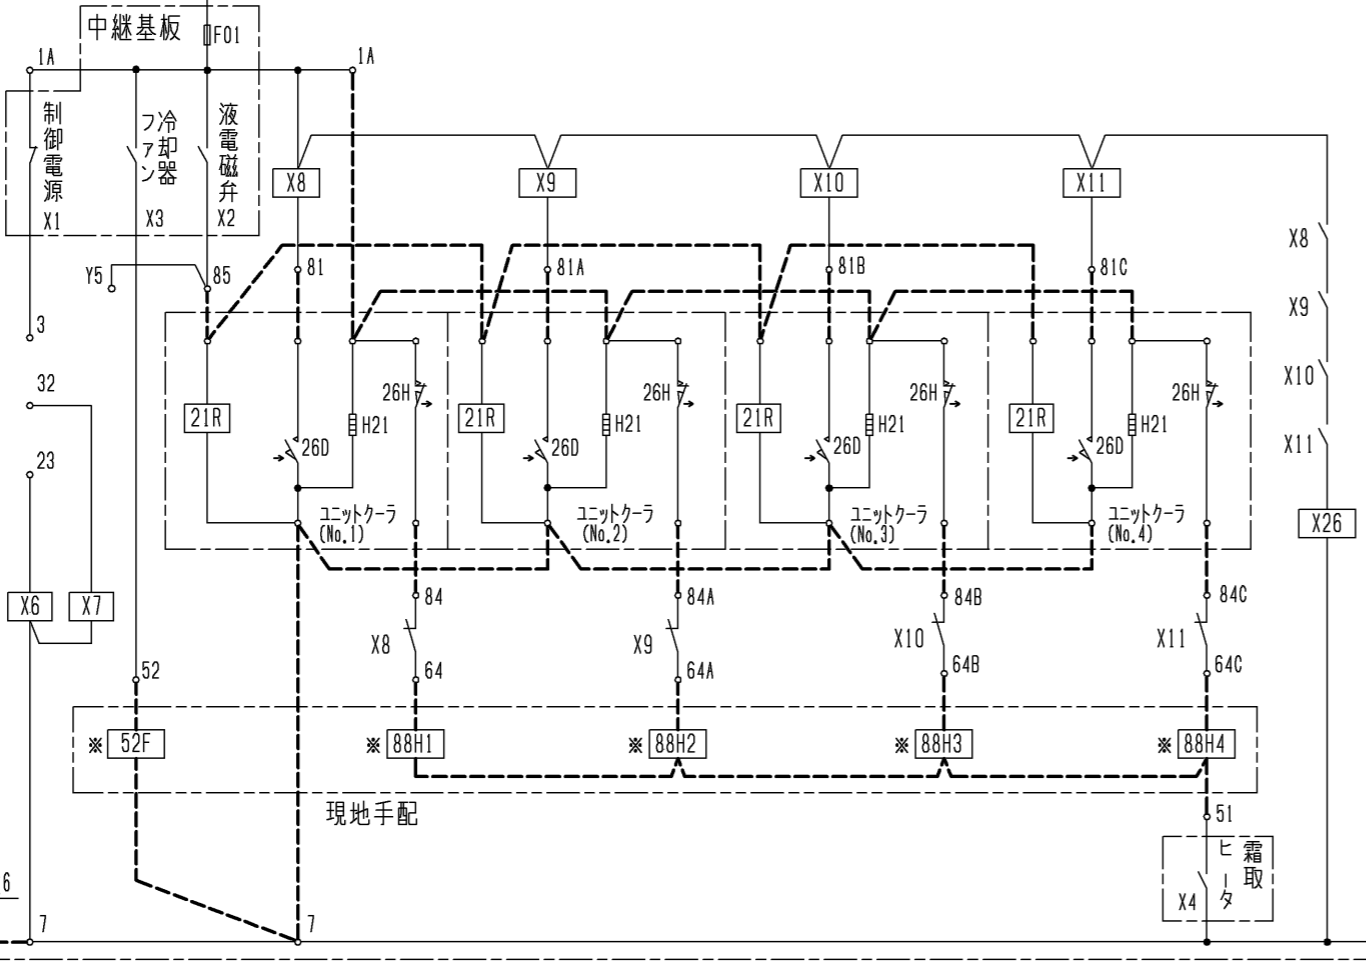 中継基板
F01
1A
1A
制御電源
X1
冷却器
ファン
X3
液電磁弁
X2
X8
X9
X10
X11
Y5
85
81
81A
81B
81C
X8
X9
X10
X11
X26
3
32
23
21R
26D
H21
26H
ユニットクーラ
(No.1)
21R
26D
H21
26H
ユニットクーラ
(No.2)
21R
26D
H21
26H
ユニットクーラ
(No.3)
21R
26D
H21
26H
ユニットクーラ
(No.4)
X6
X7
84
84A
84B
84C
X8
X9
X10
X11
52
64
64A
64B
64C
※ 52F
※ 88H1
※ 88H2
※ 88H3
※ 88H4
現地手配
51
霜取
ヒータ
X4
6
7
7